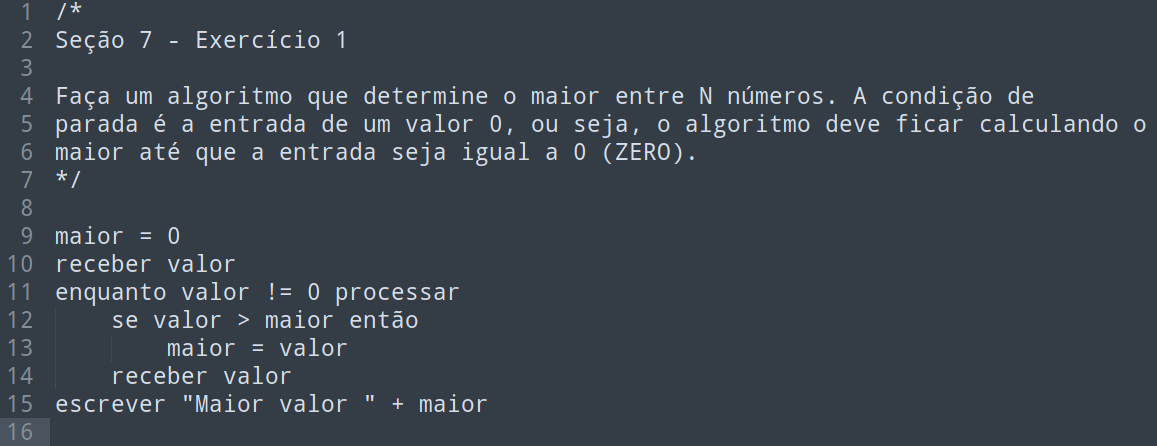 1 /*
2 Seção 7 - Exercício 1
3
4 Faça um algoritmo que determine o maior entre N números. A condição de
5 parada é a entrada de um valor 0, ou seja, o algoritmo deve ficar calculando o
6 maior até que a entrada seja igual a 0 (ZERO).
7 */
8
9 maior = 0
10 receber valor
11 enquanto valor != 0 processar
12     se valor > maior então
13         maior = valor
14     receber valor
15 escrever "Maior valor " + maior
16